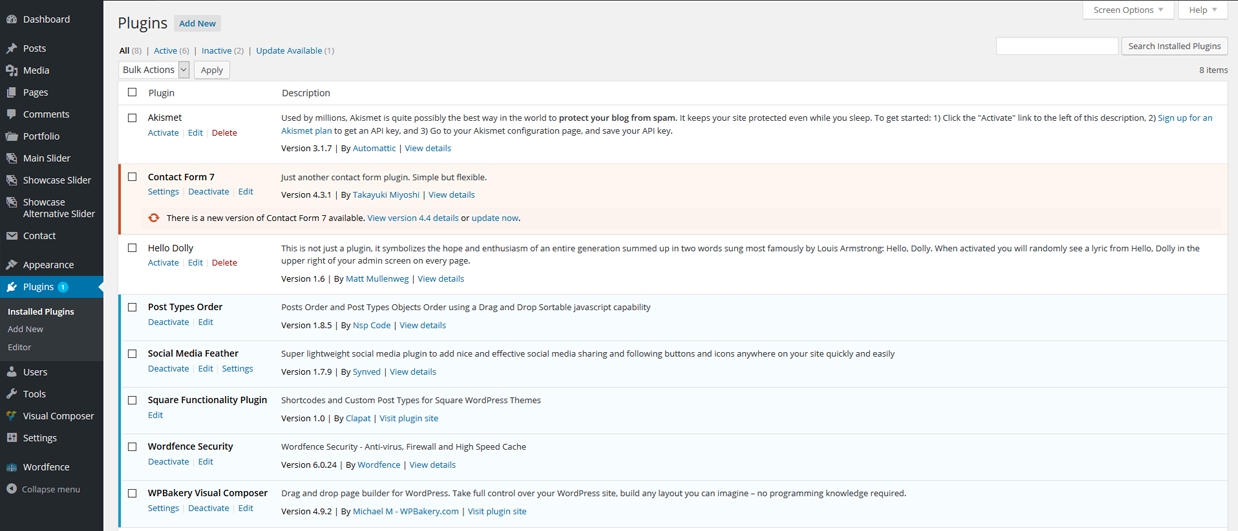 Dashboard
Posts
Media
Pages
Comments
Portfolio
Main Slider
Showcase Slider
Showcase
Alternative Slider
Contact
Appearance
Plugins 1
Installed Plugins
Add New
Editor
Users
Tools
Visual Composer
Settings
Wordfence
Collapse menu
Screen Options Help
Plugins Add New
All (8) | Active (6) | Inactive (2) | Update Available (1)
Search Installed Plugins
Bulk Actions Apply
8 items
Plugin Description
Akismet
Activate | Edit | Delete
Used by millions, Akismet is quite possibly the best way in the world to protect your blog from spam. It keeps your site protected even while you sleep. To get started: 1) Click the "Activate" link to the left of this description, 2) Sign up for an
Akismet plan to get an API key, and 3) Go to your Akismet configuration page, and save your API key.
Version 3.1.7 | By Automattic | View details
Contact Form 7
Settings | Deactivate | Edit
Just another contact form plugin. Simple but flexible.
Version 4.3.1 | By Takayuki Miyoshi | View details
There is a new version of Contact Form 7 available. View version 4.4 details or update now.
Hello Dolly
Activate | Edit | Delete
This is not just a plugin, it symbolizes the hope and enthusiasm of an entire generation summed up in two words sung most famously by Louis Armstrong: Hello, Dolly. When activated you will randomly see a lyric from Hello, Dolly in the
upper right of your admin screen on every page.
Version 1.6 | By Matt Mullenweg | View details
Post Types Order
Deactivate | Edit
Posts Order and Post Types Objects Order using a Drag and Drop Sortable javascript capability
Version 1.8.5 | By Nsp Code | View details
Social Media Feather
Deactivate | Edit | Settings
Super lightweight social media plugin to add nice and effective social media sharing and following buttons and icons anywhere on your site quickly and easily
Version 1.7.9 | By Synved | View details
Square Functionality Plugin
Edit
Shortcodes and Custom Post Types for Square WordPress Themes
Version 1.0 | By Clapat | Visit plugin site
Wordfence Security
Deactivate | Edit
Wordfence Security - Anti-virus, Firewall and High Speed Cache
Version 6.0.24 | By Wordfence | View details
WPBakery Visual Composer
Settings | Deactivate | Edit
Drag and drop page builder for WordPress. Take full control over your WordPress site, build any layout you can imagine – no programming knowledge required.
Version 4.9.2 | By Michael M - WPBakery.com | Visit plugin site